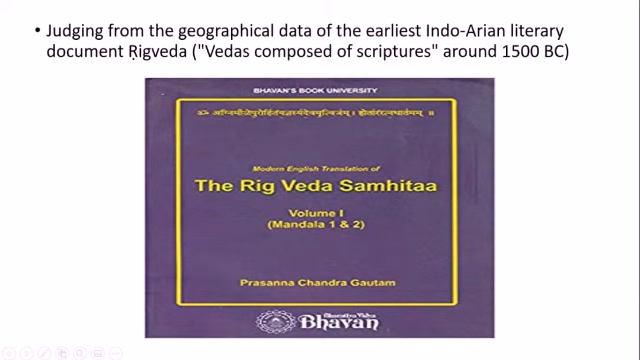 • Judging from the geographical data of the earliest Indo-Arian literary
document Ṛigveda ("Vedas composed of scriptures" around 1500 BC)
BHAVAN'S BOOK UNIVERSITY
Modern English Translation of
The Rig Veda Samhitaa
Volume I
(Mandala 1 & 2)
Prasanna Chandra Gautam
Bharatiya Vidya
Bhavan